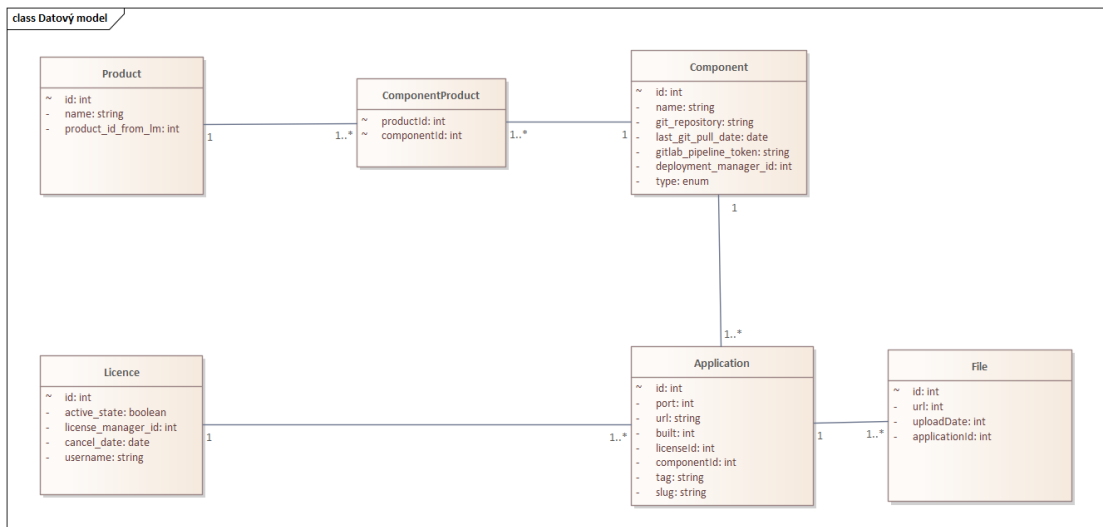 class Datový model
Product
~ id: int
- name: string
- product_id_from_lm: int
1
1..*
ComponentProduct
~ productId: int
~ componentId: int
1..*
1
Component
~ id: int
- name: string
- git_repository: string
- last_git_pull_date: date
- gitlab_pipeline_token: string
- deployment_manager_id: int
- type: enum
1
1..*
Licence
~ id: int
- active_state: boolean
- license_manager_id: int
- cancel_date: date
- username: string
1
1..*
Application
~ id: int
- port: int
- url: string
- built: int
- licenseId: int
- componentId: int
- tag: string
- slug: string
1
1..*
File
~ id: int
- url: int
- uploadDate: int
- applicationId: int